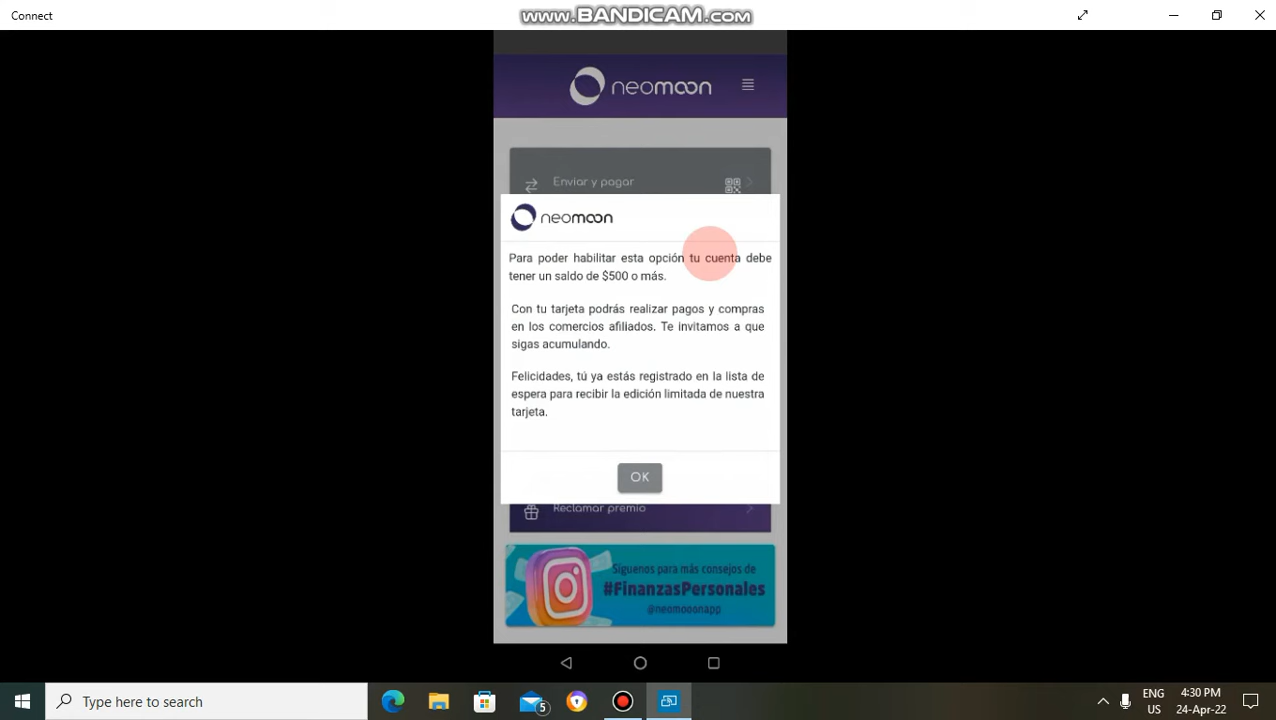 Connect
www.BANDICAM.com
neomoon
Enviar y pagar
neomoon
Para poder habilitar esta opción tu cuenta debe
tener un saldo de $500 o más.
Con tu tarjeta podrás realizar pagos y compras
en los comercios afiliados. Te invitamos a que
sigas acumulando.
Felicidades, tú ya estás registrado en la lista de
espera para recibir la edición limitada de nuestra
tarjeta.
OK
Reclamar premio
Síguenos para más consejos de
#FinanzasPersonales
@neomooonapp
Type here to search
5
ENG
US
4:30 PM
24-Apr-22